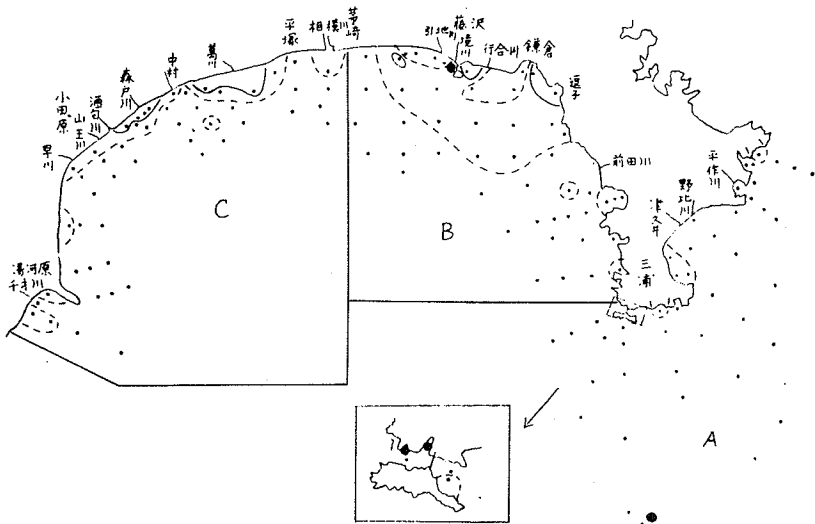 湯河原
千才川
早川
小田原
山王川
酒匂川
森戸川
中村
葛川
平塚
相模川
茅崎
引地川
藤沢
境川
行合川
鎌倉
逗子
前田川
三浦
津久井
野比川
平作川
C
B
A